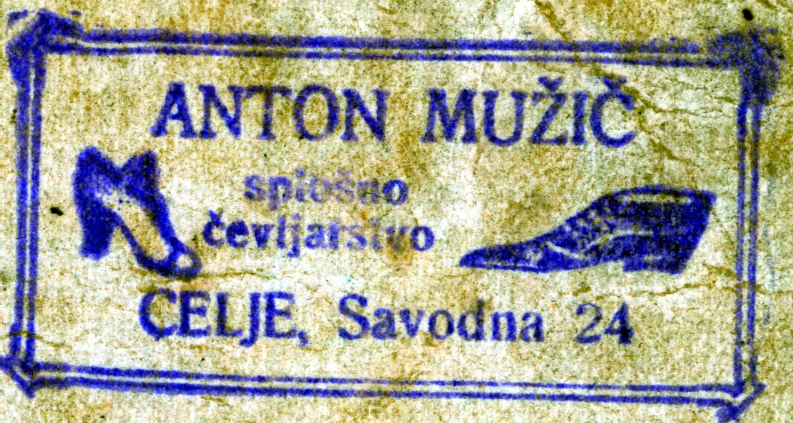 ANTON MUŽIČ
splošno
čevljarstvo
CELJE, Savodna 24